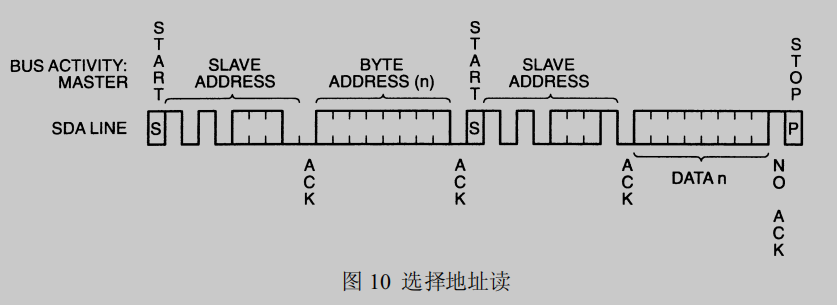 START
START
STOP
BUS ACTIVITY:
MASTER
SLAVE
ADDRESS
BYTE
ADDRESS (n)
SLAVE
ADDRESS
SDA LINE
S
S
P
ACK
ACK
ACK
DATA n
NO ACK
图 10 选择地址读